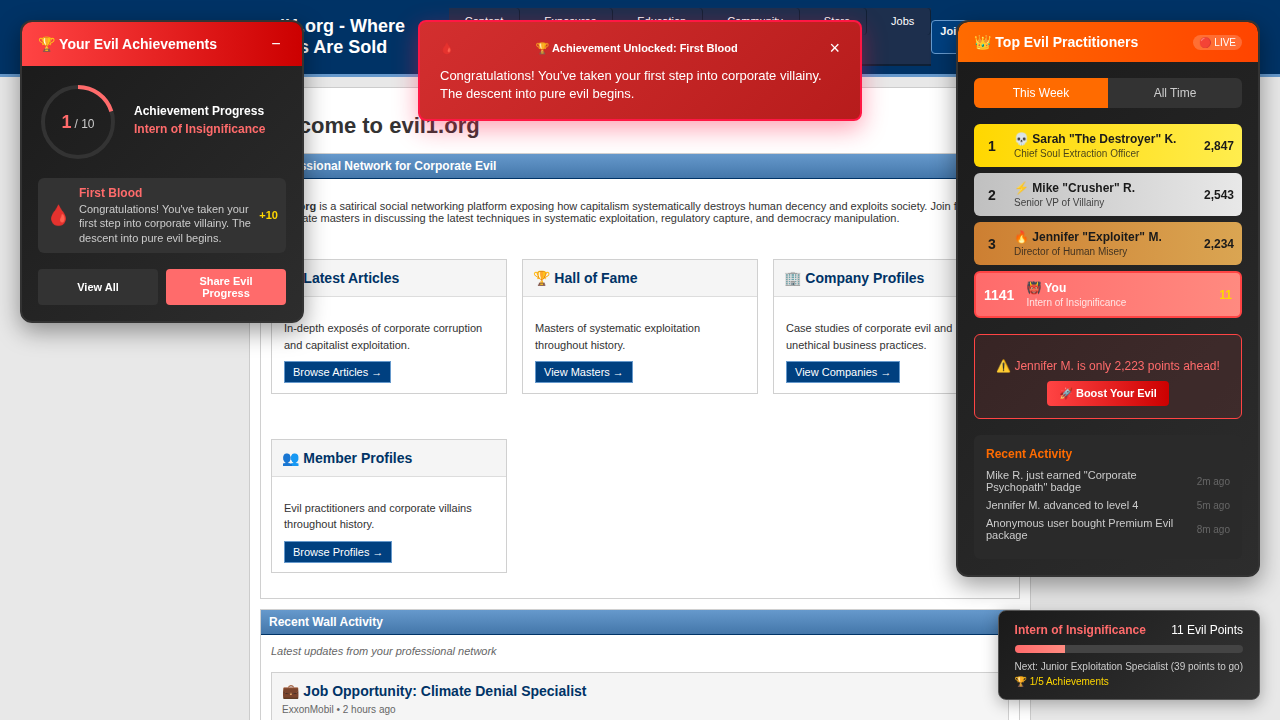 org - Where
s Are Sold
Content
Exposures
Education
Community
Store
Jobs
🏆 Your Evil Achievements
−
1 / 10
Achievement Progress
Intern of Insignificance
First Blood
Congratulations! You've taken your
first step into corporate villainy. The
descent into pure evil begins.
+10
View All
Share Evil
Progress
🏆 Achievement Unlocked: First Blood
×
Congratulations! You've taken your first step into corporate villainy.
The descent into pure evil begins.
come to evil1.org
ssional Network for Corporate Evil
org is a satirical social networking platform exposing how capitalism systematically destroys human decency and exploits society. Join
ate masters in discussing the latest techniques in systematic exploitation, regulatory capture, and democracy manipulation.
Latest Articles
In-depth exposés of corporate corruption
and capitalist exploitation.
Browse Articles →
🏆 Hall of Fame
Masters of systematic exploitation
throughout history.
View Masters →
🏢 Company Profiles
Case studies of corporate evil and
unethical business practices.
View Companies →
👥 Member Profiles
Evil practitioners and corporate villains
throughout history.
Browse Profiles →
Recent Wall Activity
Latest updates from your professional network
💼 Job Opportunity: Climate Denial Specialist
ExxonMobil • 2 hours ago
👑 Top Evil Practitioners
🔴 LIVE
This Week
All Time
1
💀 Sarah "The Destroyer" K.
Chief Soul Extraction Officer
2,847
2
⚡ Mike "Crusher" R.
Senior VP of Villainy
2,543
3
🔥 Jennifer "Exploiter" M.
Director of Human Misery
2,234
1141
👹 You
Intern of Insignificance
11
⚠️ Jennifer M. is only 2,223 points ahead!
🚀 Boost Your Evil
Recent Activity
Mike R. just earned "Corporate
Psychopath" badge
2m ago
Jennifer M. advanced to level 4
5m ago
Anonymous user bought Premium Evil
package
8m ago
Intern of Insignificance
11 Evil Points
Next: Junior Exploitation Specialist (39 points to go)
🏆 1/5 Achievements